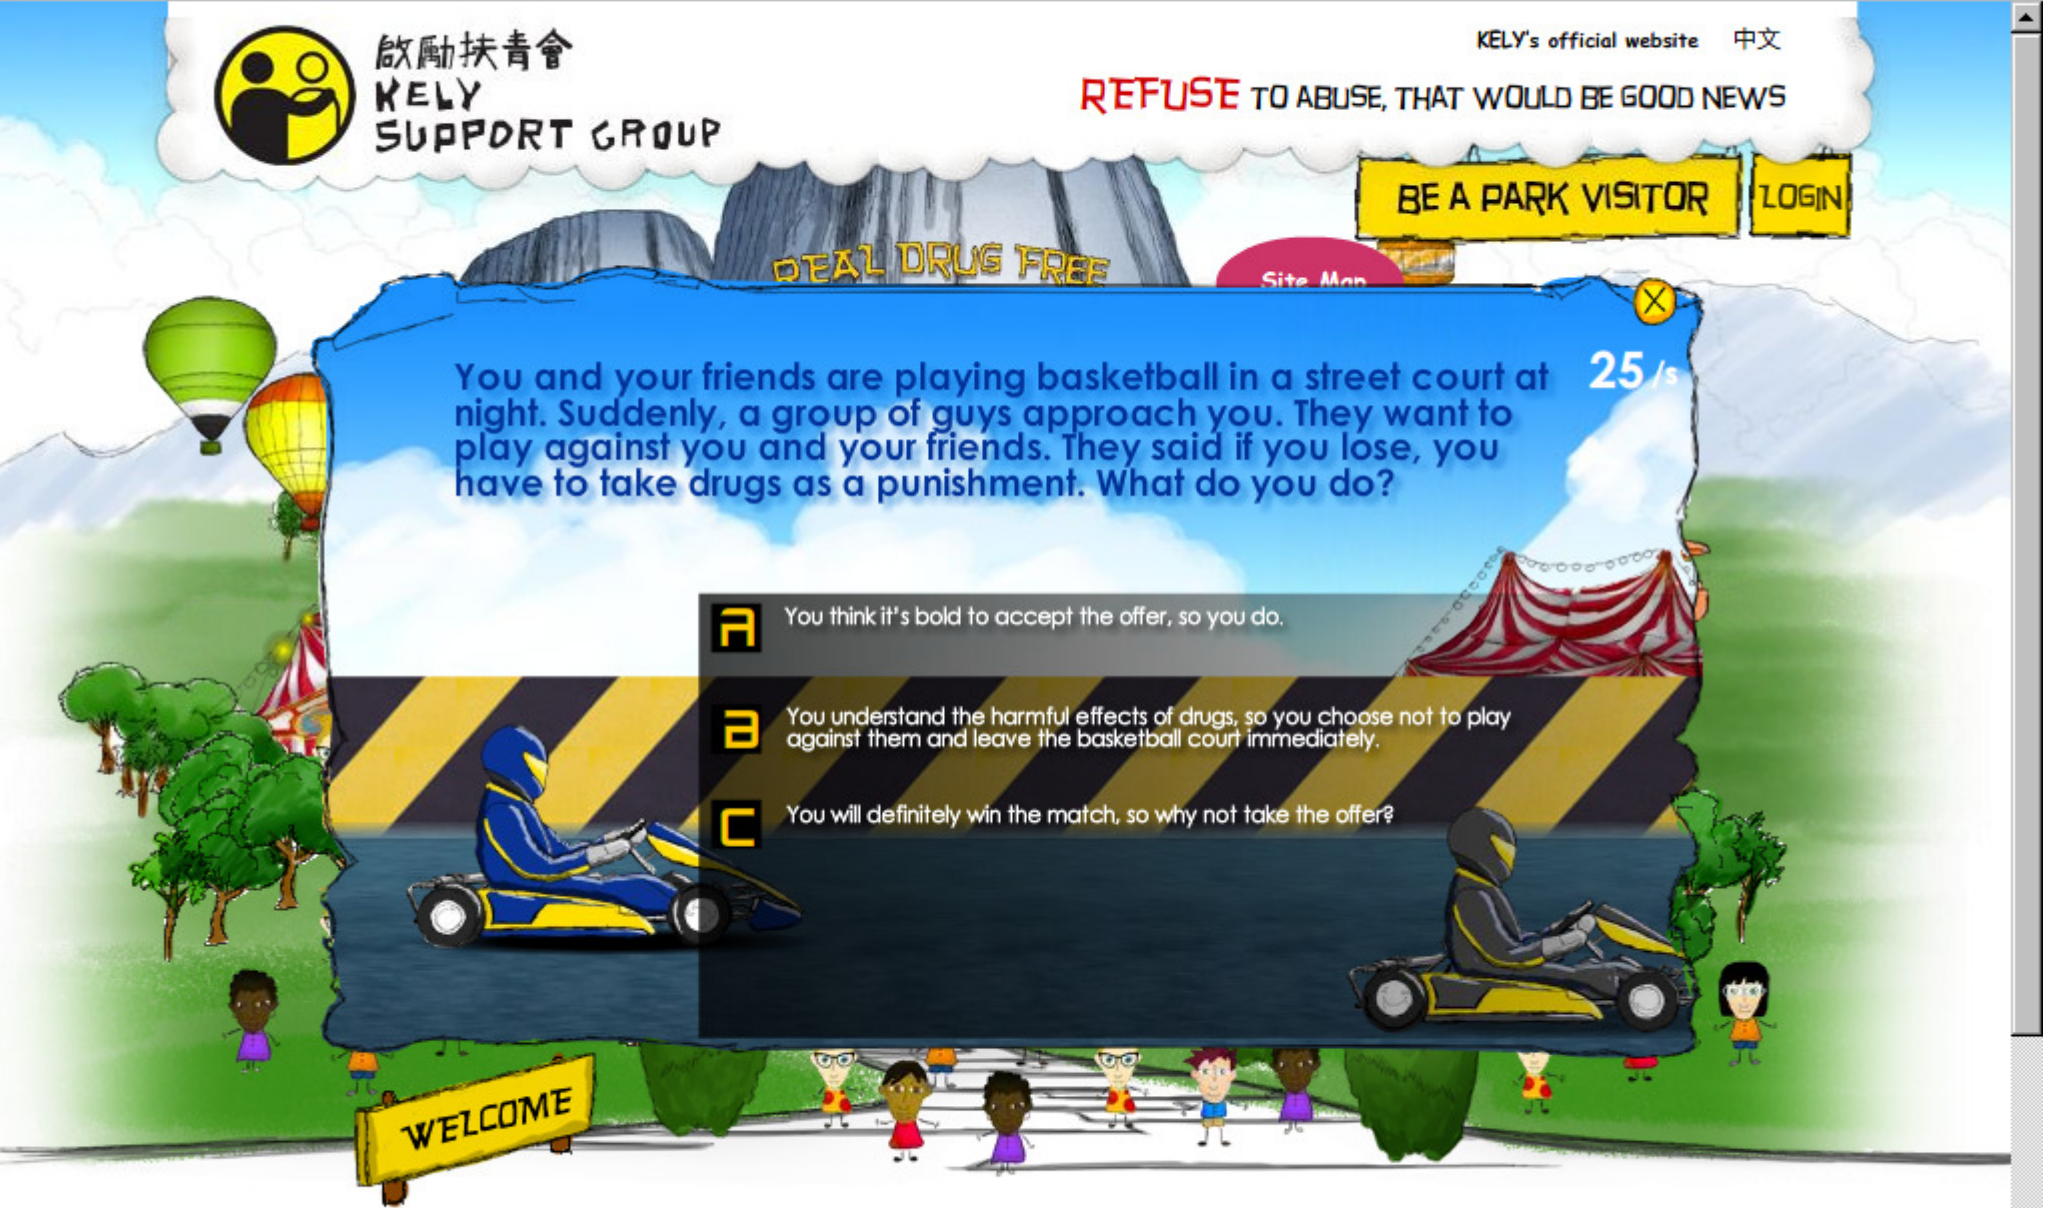 啟勵扶青會
KELY
SUPPORT GROUP
KELY's official website 中文
REFUSE TO ABUSE, THAT WOULD BE GOOD NEWS
BE A PARK VISITOR
LOGIN
REAL DRUG FREE
Site Map
X
25/s
You and your friends are playing basketball in a street court at
night. Suddenly, a group of guys approach you. They want to
play against you and your friends. They said if you lose, you
have to take drugs as a punishment. What do you do?
A You think it's bold to accept the offer, so you do.
B You understand the harmful effects of drugs, so you choose not to play
against them and leave the basketball court immediately.
C You will definitely win the match, so why not take the offer?
WELCOME